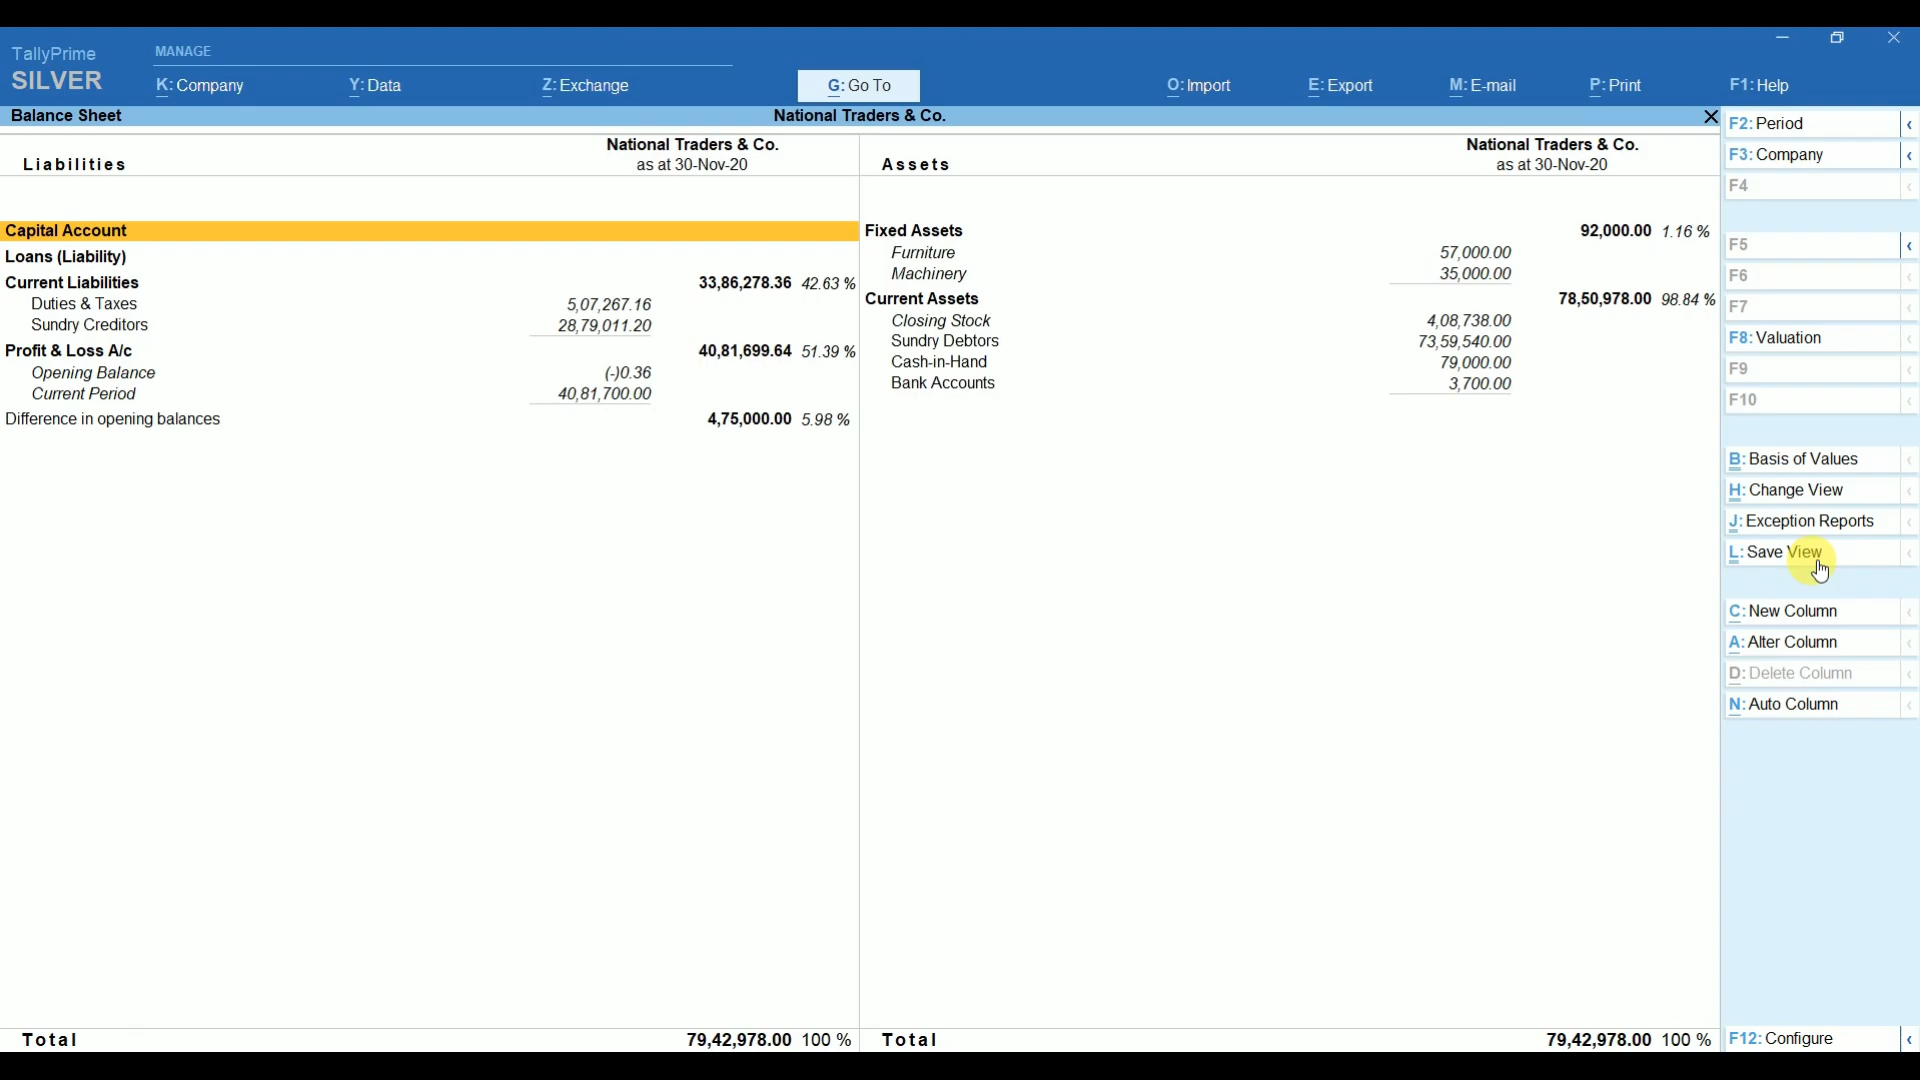 TallyPrime
SILVER
MANAGE
K: Company
Y: Data
Z: Exchange
G: Go To
O: Import
E: Export
M: E-mail
P: Print
F1: Help
Balance Sheet
National Traders & Co.
Liabilities
National Traders & Co.
as at 30-Nov-20
Capital Account
Loans (Liability)
Current Liabilities 33,86,278.36 42.63 %
Duties & Taxes 5,07,267.16
Sundry Creditors 28,79,011.20
Profit & Loss A/c 40,81,699.64 51.39 %
Opening Balance (-)0.36
Current Period 40,81,700.00
Difference in opening balances 4,75,000.00 5.98 %
Total 79,42,978.00 100 %
Assets
National Traders & Co.
as at 30-Nov-20
Fixed Assets 92,000.00 1.16 %
Furniture 57,000.00
Machinery 35,000.00
Current Assets 78,50,978.00 98.84 %
Closing Stock 4,08,738.00
Sundry Debtors 73,59,540.00
Cash-in-Hand 79,000.00
Bank Accounts 3,700.00
Total 79,42,978.00 100 %
F2: Period
F3: Company
F4
F5
F6
F7
F8: Valuation
F9
F10
B: Basis of Values
H: Change View
J: Exception Reports
L: Save View
C: New Column
A: Alter Column
D: Delete Column
N: Auto Column
F12: Configure